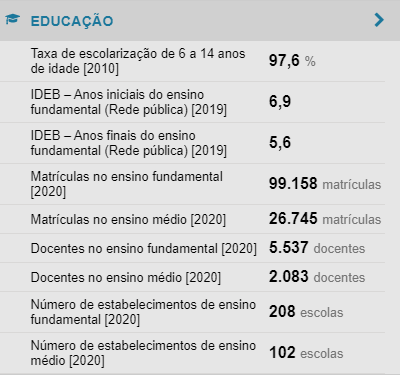 EDUCAÇÃO
Taxa de escolarização de 6 a 14 anos
de idade [2010]
97,6 %
IDEB – Anos iniciais do ensino
fundamental (Rede pública) [2019]
6,9
IDEB – Anos finais do ensino
fundamental (Rede pública) [2019]
5,6
Matrículas no ensino fundamental
[2020]
99.158 matrículas
Matrículas no ensino médio [2020]
26.745 matrículas
Docentes no ensino fundamental [2020]
5.537 docentes
Docentes no ensino médio [2020]
2.083 docentes
Número de estabelecimentos de ensino
fundamental [2020]
208 escolas
Número de estabelecimentos de ensino
médio [2020]
102 escolas